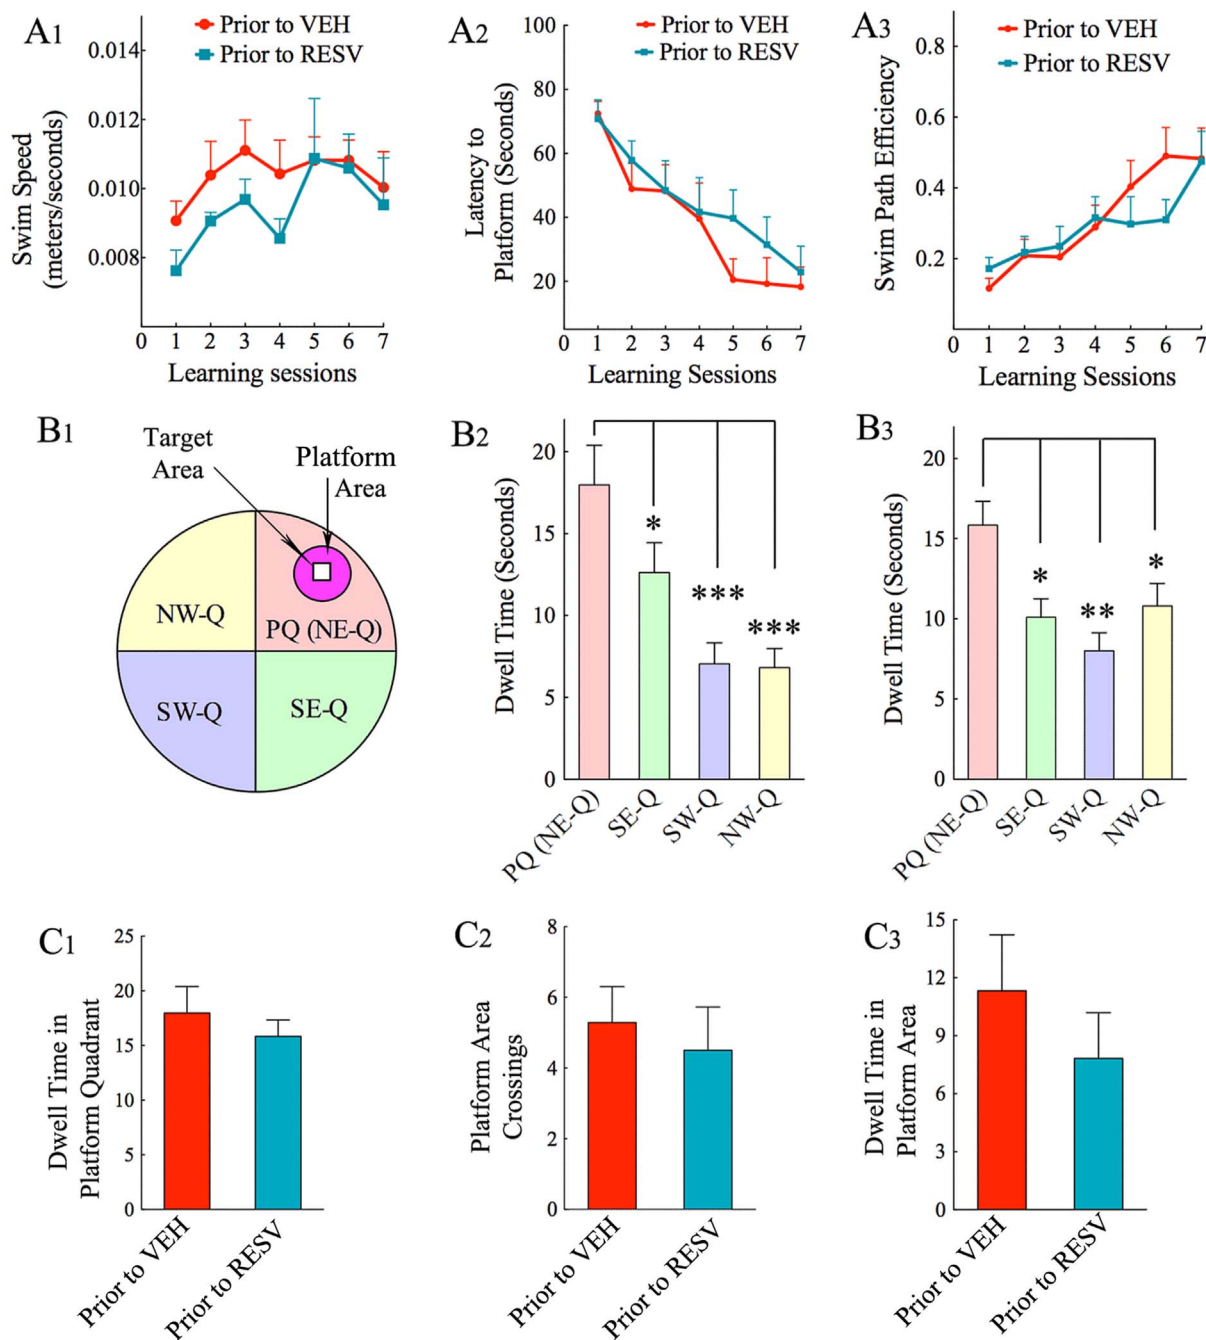 A1
Prior to VEH
Prior to RESV
0.014
0.012
0.010
0.008
Swim Speed
(meters/seconds)
0 1 2 3 4 5 6 7
Learning sessions
A2
Prior to VEH
Prior to RESV
100
80
60
40
20
Latency to
Platform (Seconds)
0 1 2 3 4 5 6 7
Learning Sessions
A3
Prior to VEH
Prior to RESV
0.8
0.6
0.4
0.2
Swim Path Efficiency
0 1 2 3 4 5 6 7
Learning Sessions
B1
Target
Area
Platform
Area
NW-Q
PQ (NE-Q)
SW-Q
SE-Q
B2
20
15
10
5
0
Dwell Time (Seconds)
*
***
***
PQ (NE-Q)
SE-Q
SW-Q
NW-Q
B3
20
15
10
5
0
Dwell Time (Seconds)
*
**
*
PQ (NE-Q)
SE-Q
SW-Q
NW-Q
C1
25
20
15
10
5
0
Dwell Time in
Platform Quadrant
Prior to VEH
Prior to RESV
C2
8
6
4
2
0
Platform Area
Crossings
Prior to VEH
Prior to RESV
C3
15
12
9
6
3
0
Dwell Time in
Platform Area
Prior to VEH
Prior to RESV